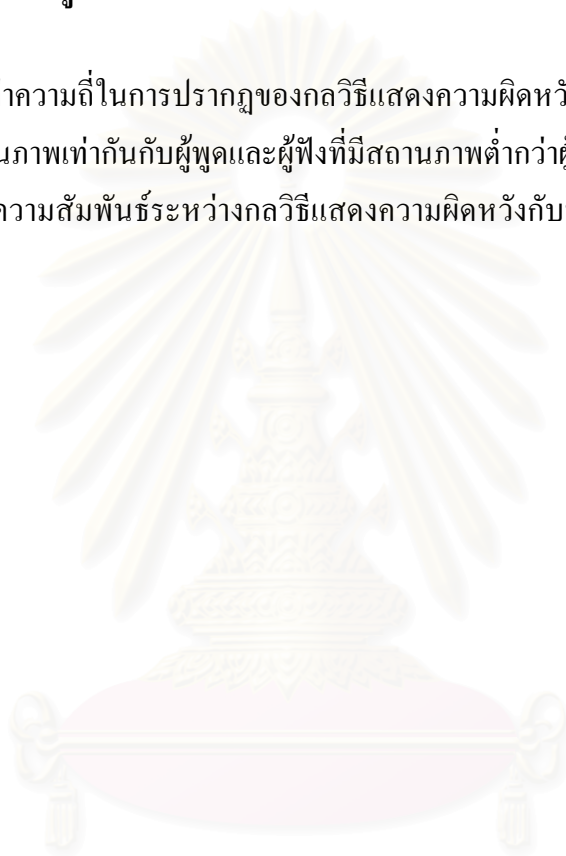 าความถี่ในการปรากฏของกลวิธีแสดงความผิดหวั
นภาพเท่ากันกับผู้พูดและผู้ฟังที่มีสถานภาพต่ำกว่าผู้
ความสัมพันธ์ระหว่างกลวิธีแสดงความผิดหวังกับ